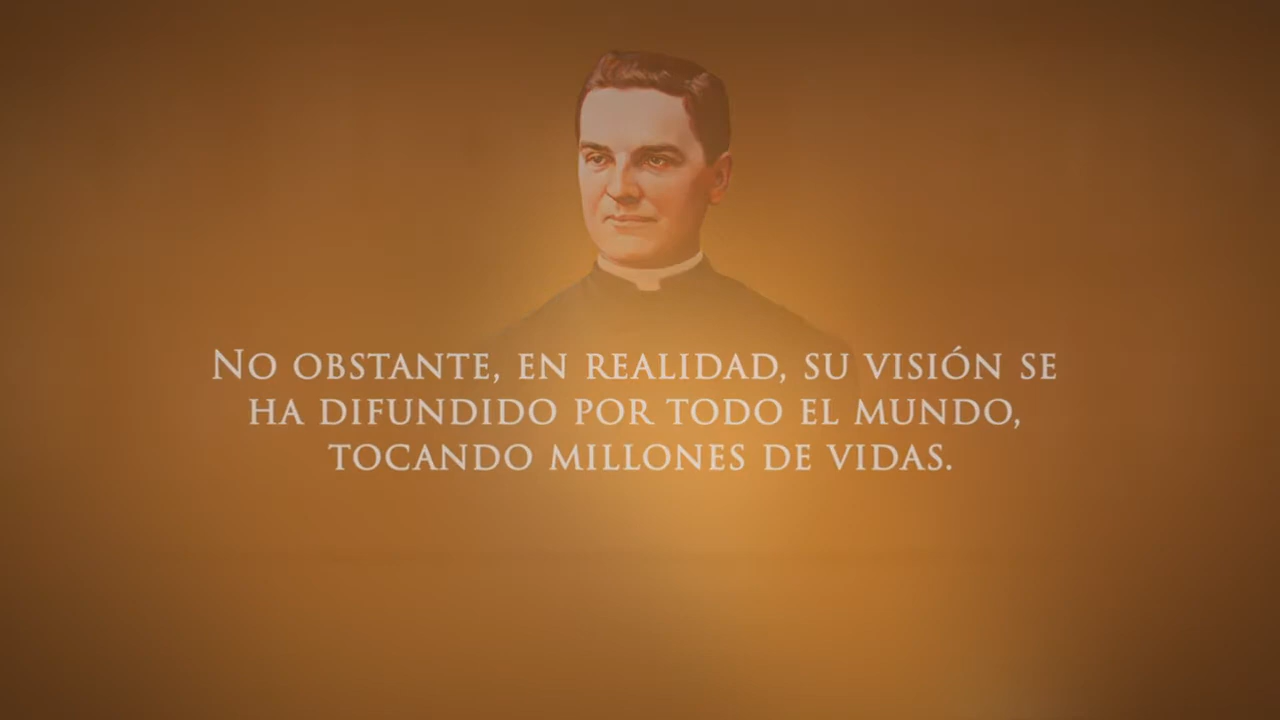 No obstante, en realidad, su visión se
ha difundido por todo el mundo,
tocando millones de vidas.